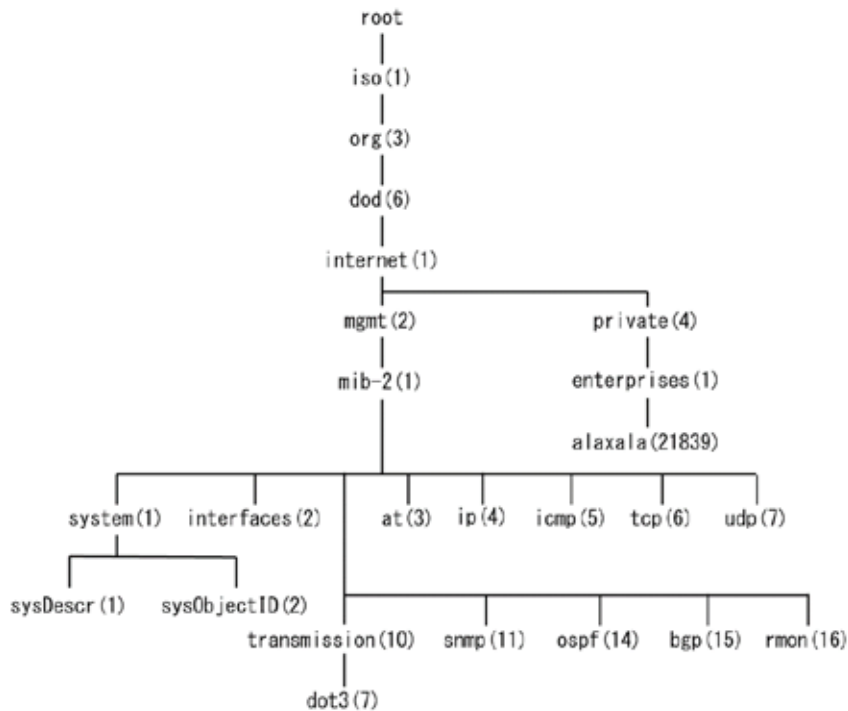 root
iso(1)
org(3)
dod(6)
internet(1)
mgmt(2) private(4)
mib-2(1) enterprises(1)
alaxala(21839)
system(1) interfaces(2) at(3) ip(4) icmp(5) tcp(6) udp(7)
sysDescr(1) sysObjectID(2)
transmission(10) snmp(11) ospf(14) bgp(15) rmon(16)
dot3(7)